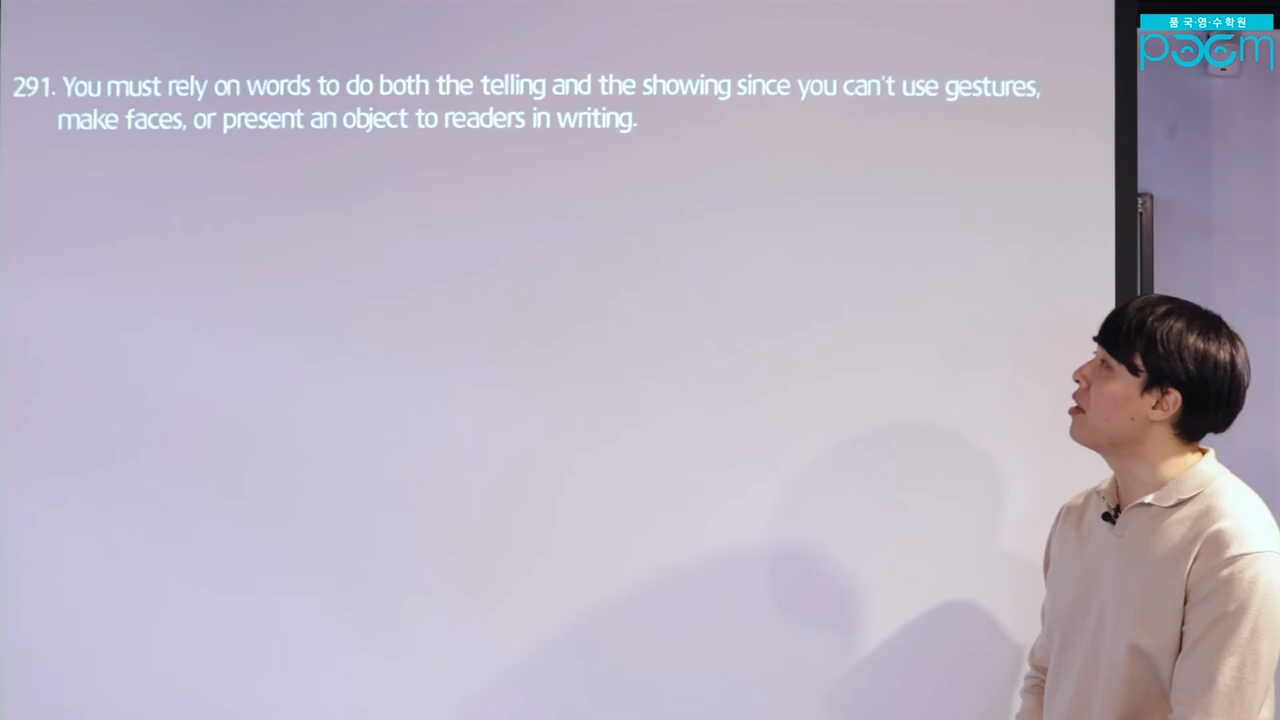 품 국·영·수 학원
poem
291. You must rely on words to do both the telling and the showing since you can't use gestures,
make faces, or present an object to readers in writing.